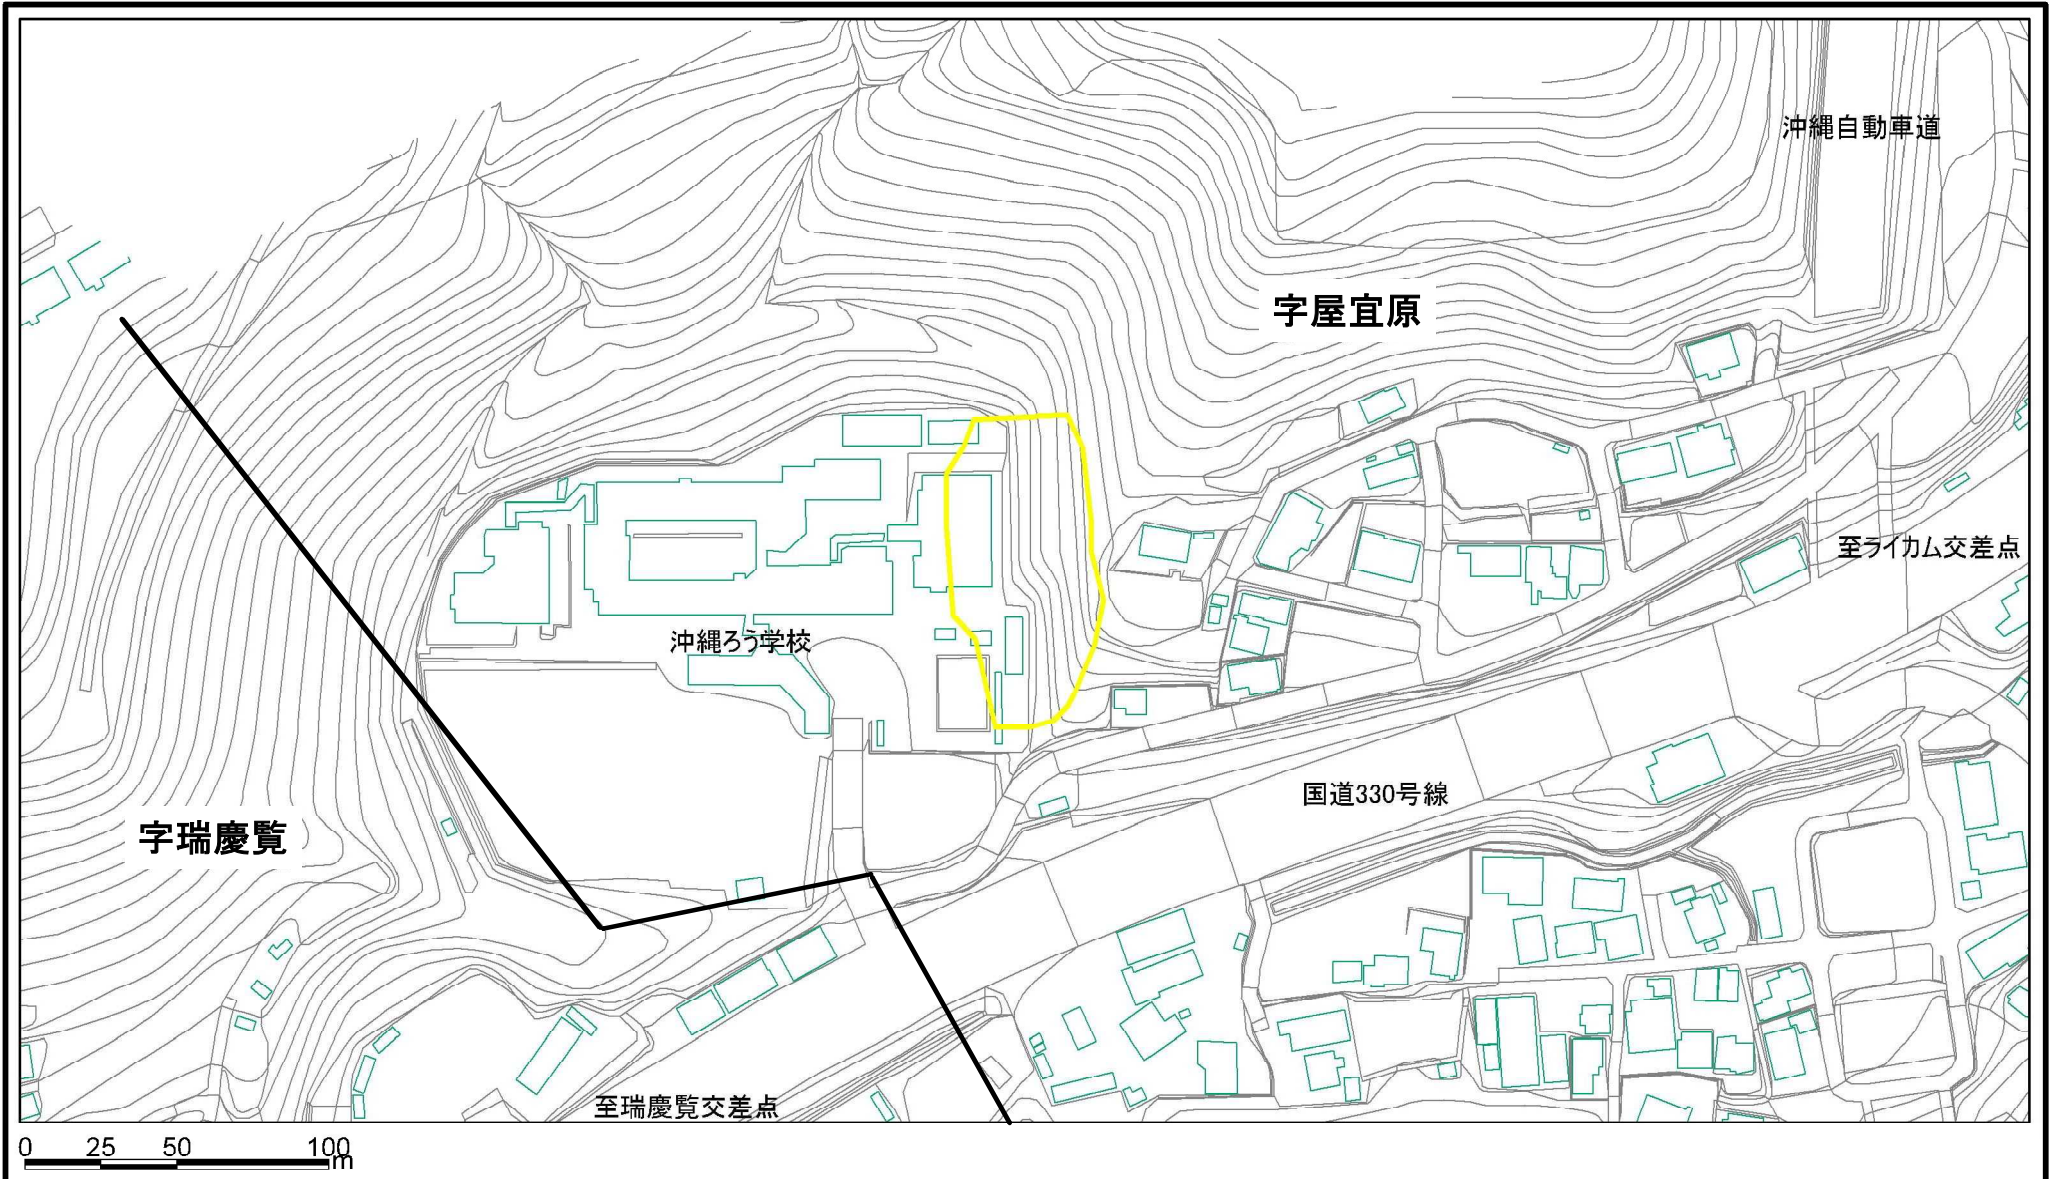 沖縄自動車道
字屋宜原
至ライカム交差点
沖縄ろう学校
国道330号線
字瑞慶覧
至瑞慶覧交差点
0 25 50 100
m